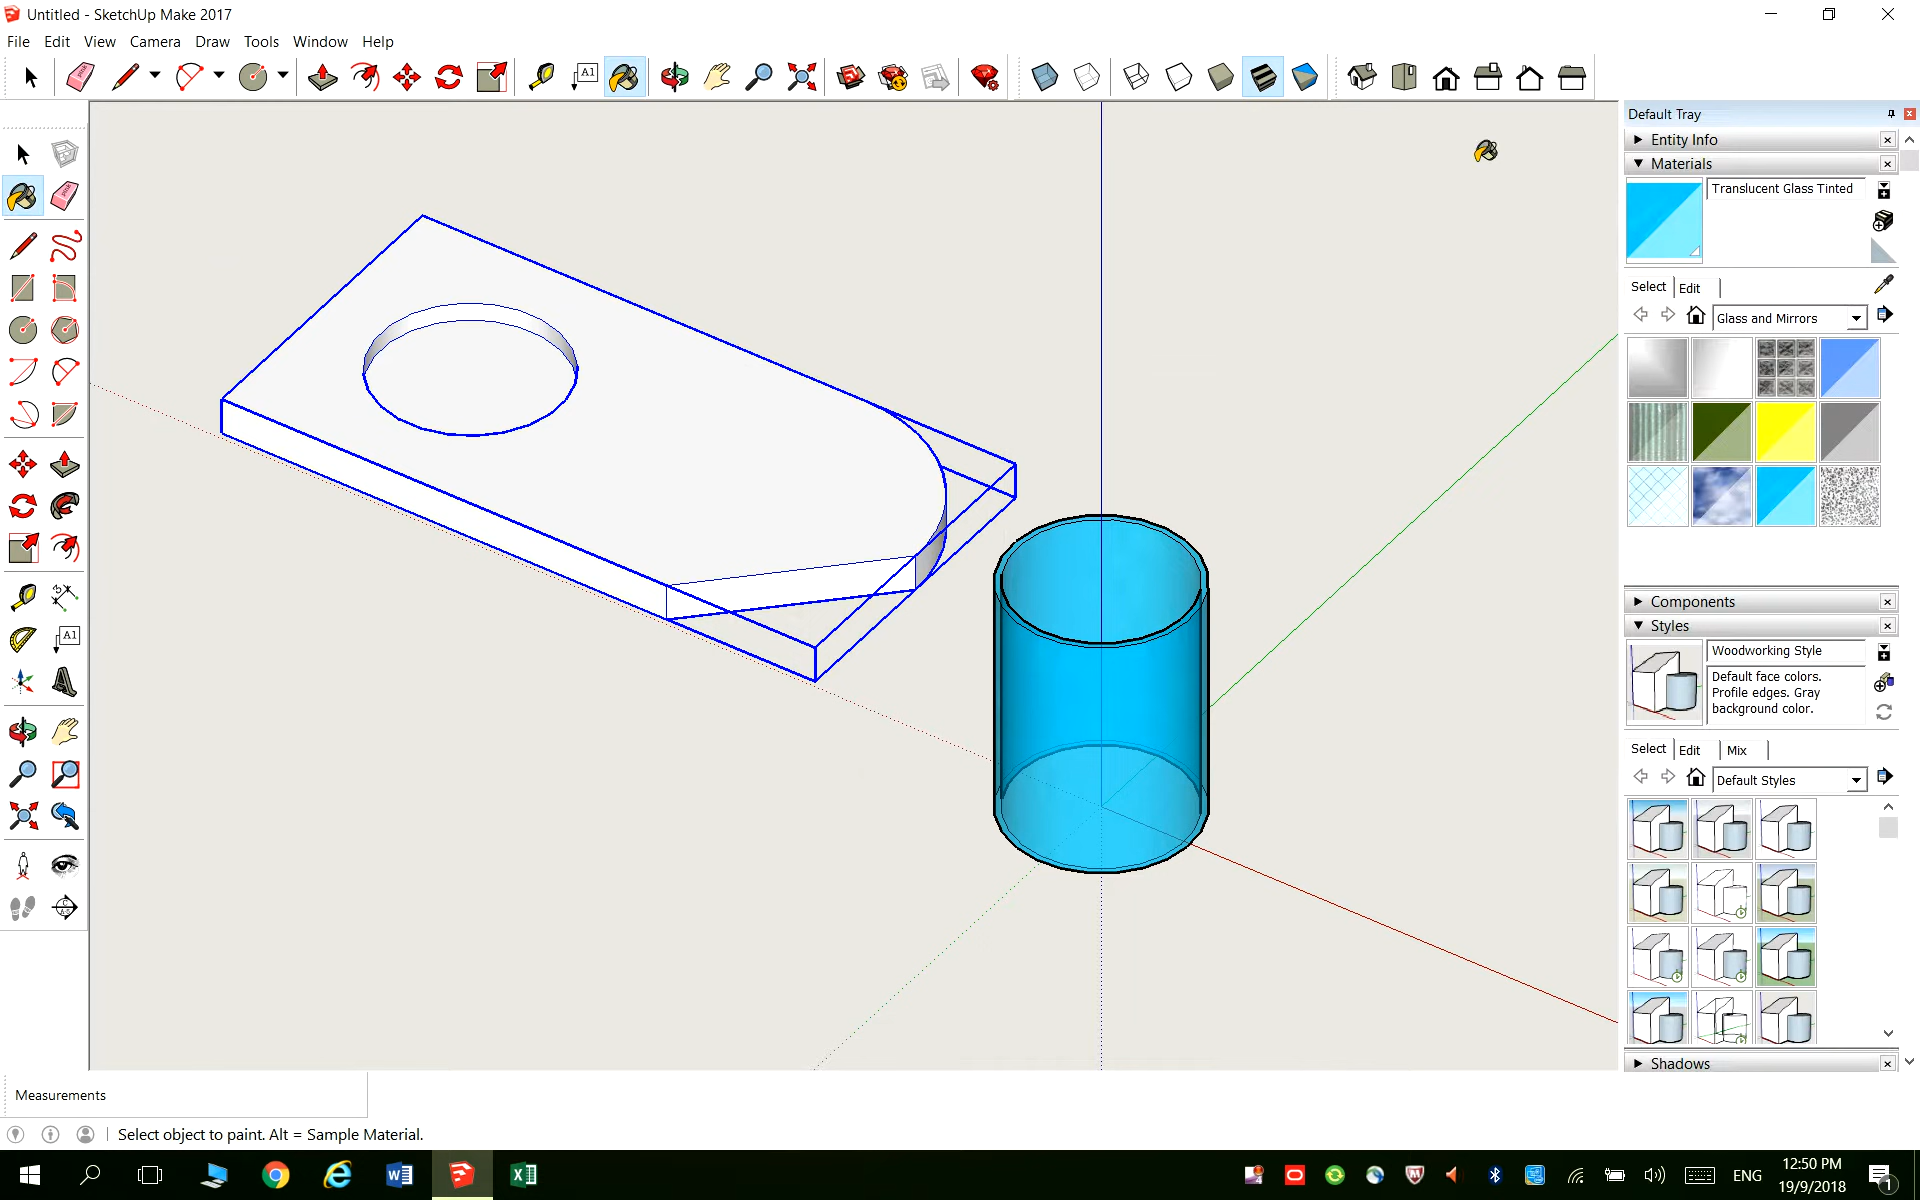 Untitled - SketchUp Make 2017
File Edit View Camera Draw Tools Window Help
A1
Default Tray
Entity Info
Materials
Translucent Glass Tinted
Select Edit
Glass and Mirrors
Components
Styles
Woodworking Style
Default face colors.
Profile edges. Gray
background color.
Select Edit Mix
Default Styles
Shadows
A1
Measurements
Select object to paint. Alt = Sample Material.
ENG
12:50 PM
19/9/2018
1